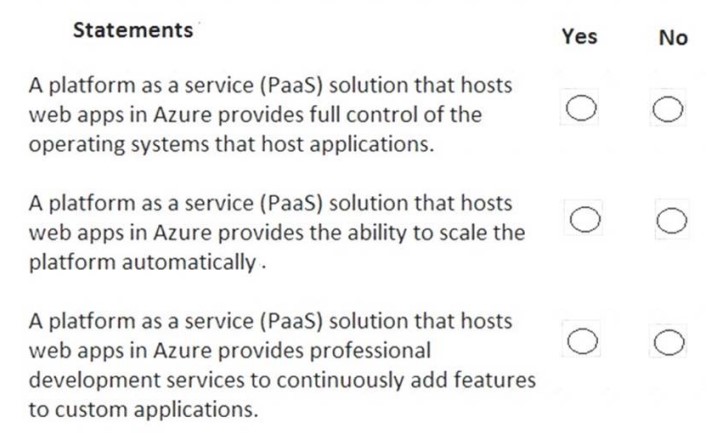 Statements
Yes No
A platform as a service (PaaS) solution that hosts
web apps in Azure provides full control of the
operating systems that host applications.
A platform as a service (PaaS) solution that hosts
web apps in Azure provides the ability to scale the
platform automatically.
A platform as a service (PaaS) solution that hosts
web apps in Azure provides professional
development services to continuously add features
to custom applications.